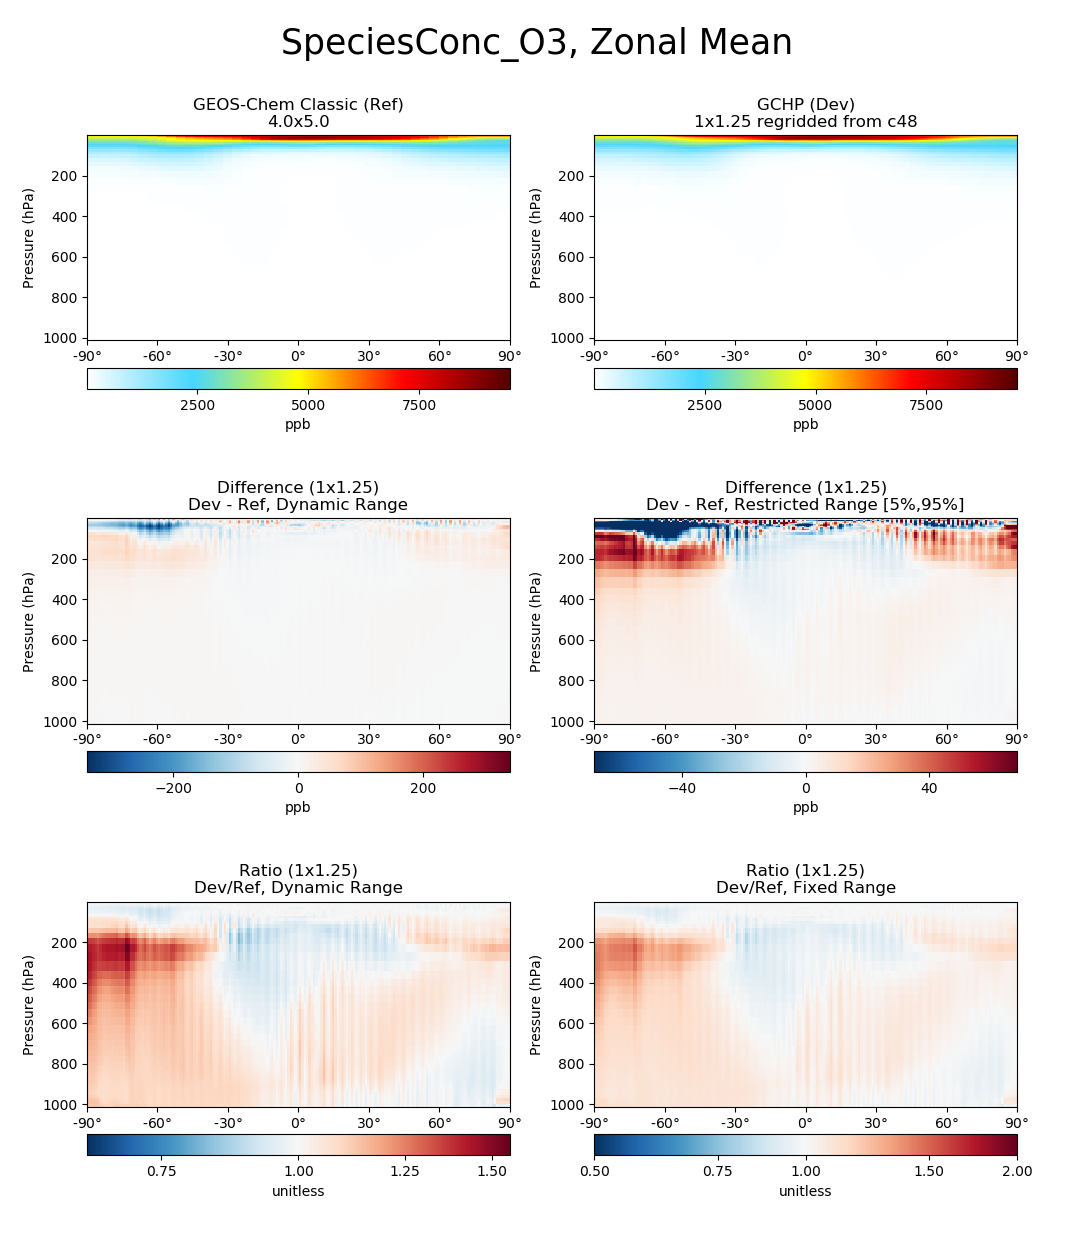 SpeciesConc_O3, Zonal Mean
GEOS-Chem Classic (Ref)
4.0x5.0
Pressure (hPa)
200
400
600
800
1000
-90° -60° -30° 0° 30° 60° 90°
2500 5000 7500
ppb
GCHP (Dev)
1x1.25 regridded from c48
Pressure (hPa)
200
400
600
800
1000
-90° -60° -30° 0° 30° 60° 90°
2500 5000 7500
ppb
Difference (1x1.25)
Dev - Ref, Dynamic Range
Pressure (hPa)
200
400
600
800
1000
-90° -60° -30° 0° 30° 60° 90°
−200 0 200
ppb
Difference (1x1.25)
Dev - Ref, Restricted Range [5%,95%]
Pressure (hPa)
200
400
600
800
1000
-90° -60° -30° 0° 30° 60° 90°
−40 0 40
ppb
Ratio (1x1.25)
Dev/Ref, Dynamic Range
Pressure (hPa)
200
400
600
800
1000
-90° -60° -30° 0° 30° 60° 90°
0.75 1.00 1.25 1.50
unitless
Ratio (1x1.25)
Dev/Ref, Fixed Range
Pressure (hPa)
200
400
600
800
1000
-90° -60° -30° 0° 30° 60° 90°
0.50 0.75 1.00 1.50 2.00
unitless